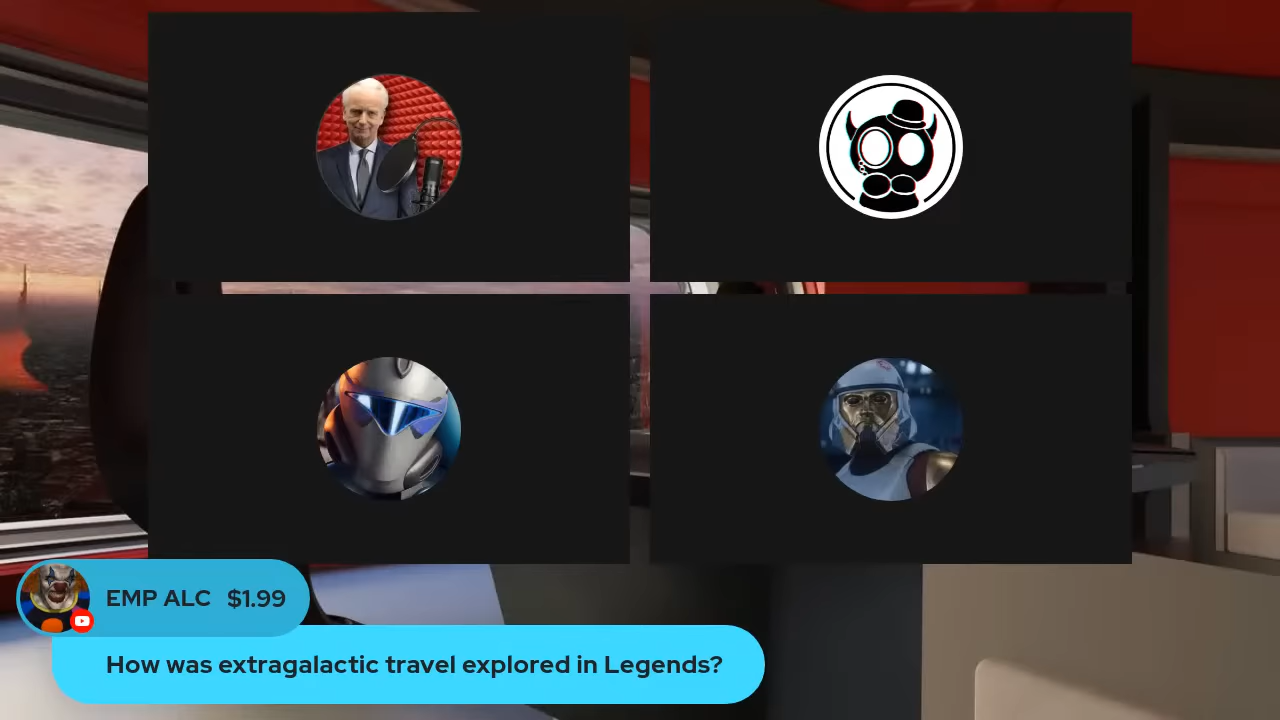 EMP ALC $1.99
How was extragalactic travel explored in Legends?